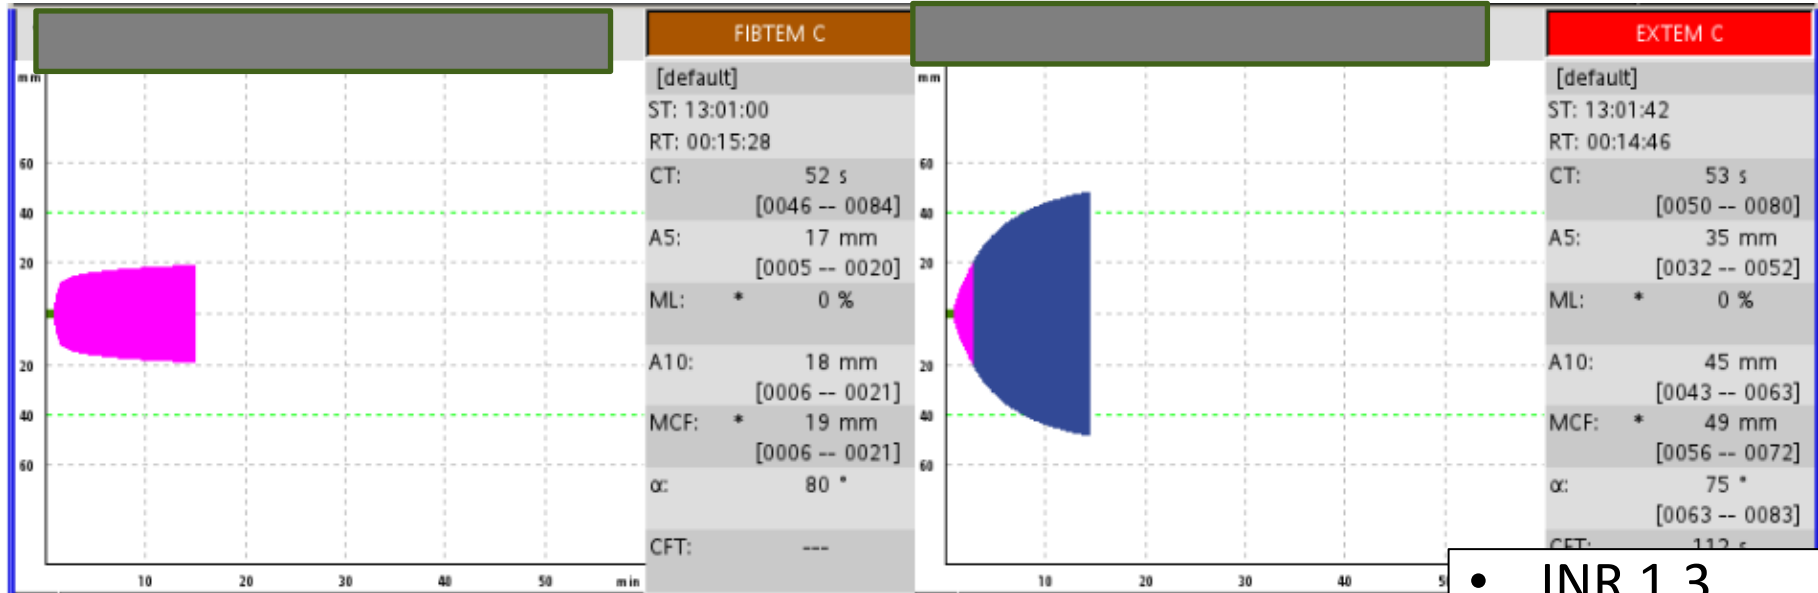 FIBTEM C
mm
[default]
ST: 13:01:00
RT: 00:15:28
60
CT: 52 s
[0046 -- 0084]
40
A5: 17 mm
20
[0005 -- 0020]
ML: * 0 %
20
A10: 18 mm
[0006 -- 0021]
40
MCF: * 19 mm
[0006 -- 0021]
60
α: 80 °
CFT: ---
10 20 30 40 50 min
EXTEM C
mm
[default]
ST: 13:01:42
RT: 00:14:46
60
CT: 53 s
[0050 -- 0080]
40
A5: 35 mm
20
[0032 -- 0052]
ML: * 0 %
20
A10: 45 mm
[0043 -- 0063]
40
MCF: * 49 mm
[0056 -- 0072]
60
α: 75 °
[0063 -- 0083]
CFT: 112 s
10 20 30 40
• INR 1.3